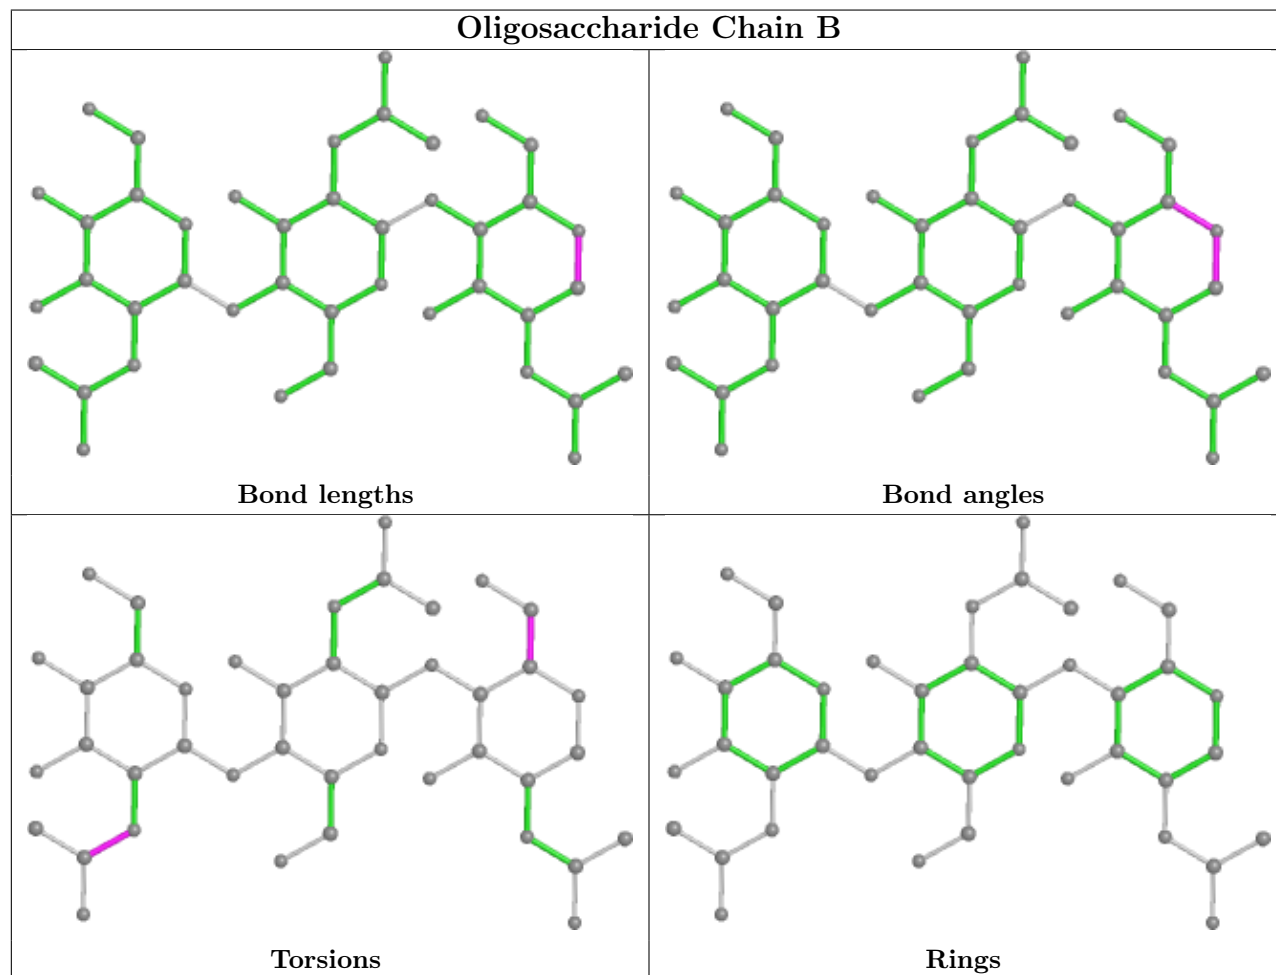 Oligosaccharide Chain B
Bond lengths
Bond angles
Torsions
Rings